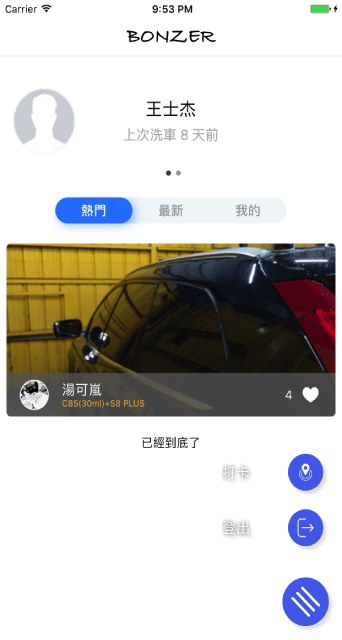 Carrier 9:53 PM
BONZER
王士杰
上次洗車 8 天前
熱門 最新 我的
湯可嵐
C85(30ml)+S8 PLUS
4
已經到底了
打卡
登出